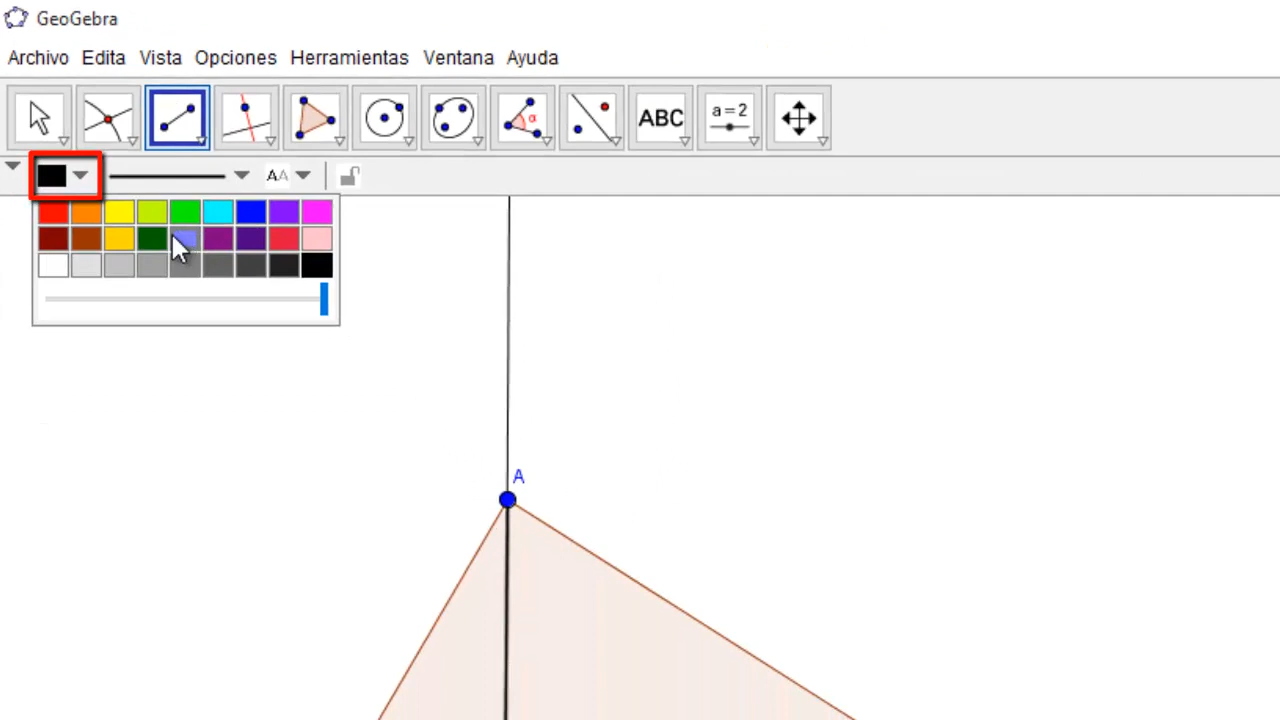 GeoGebra
Archivo Edita Vista Opciones Herramientas Ventana Ayuda
α ABC a=2
AA
A